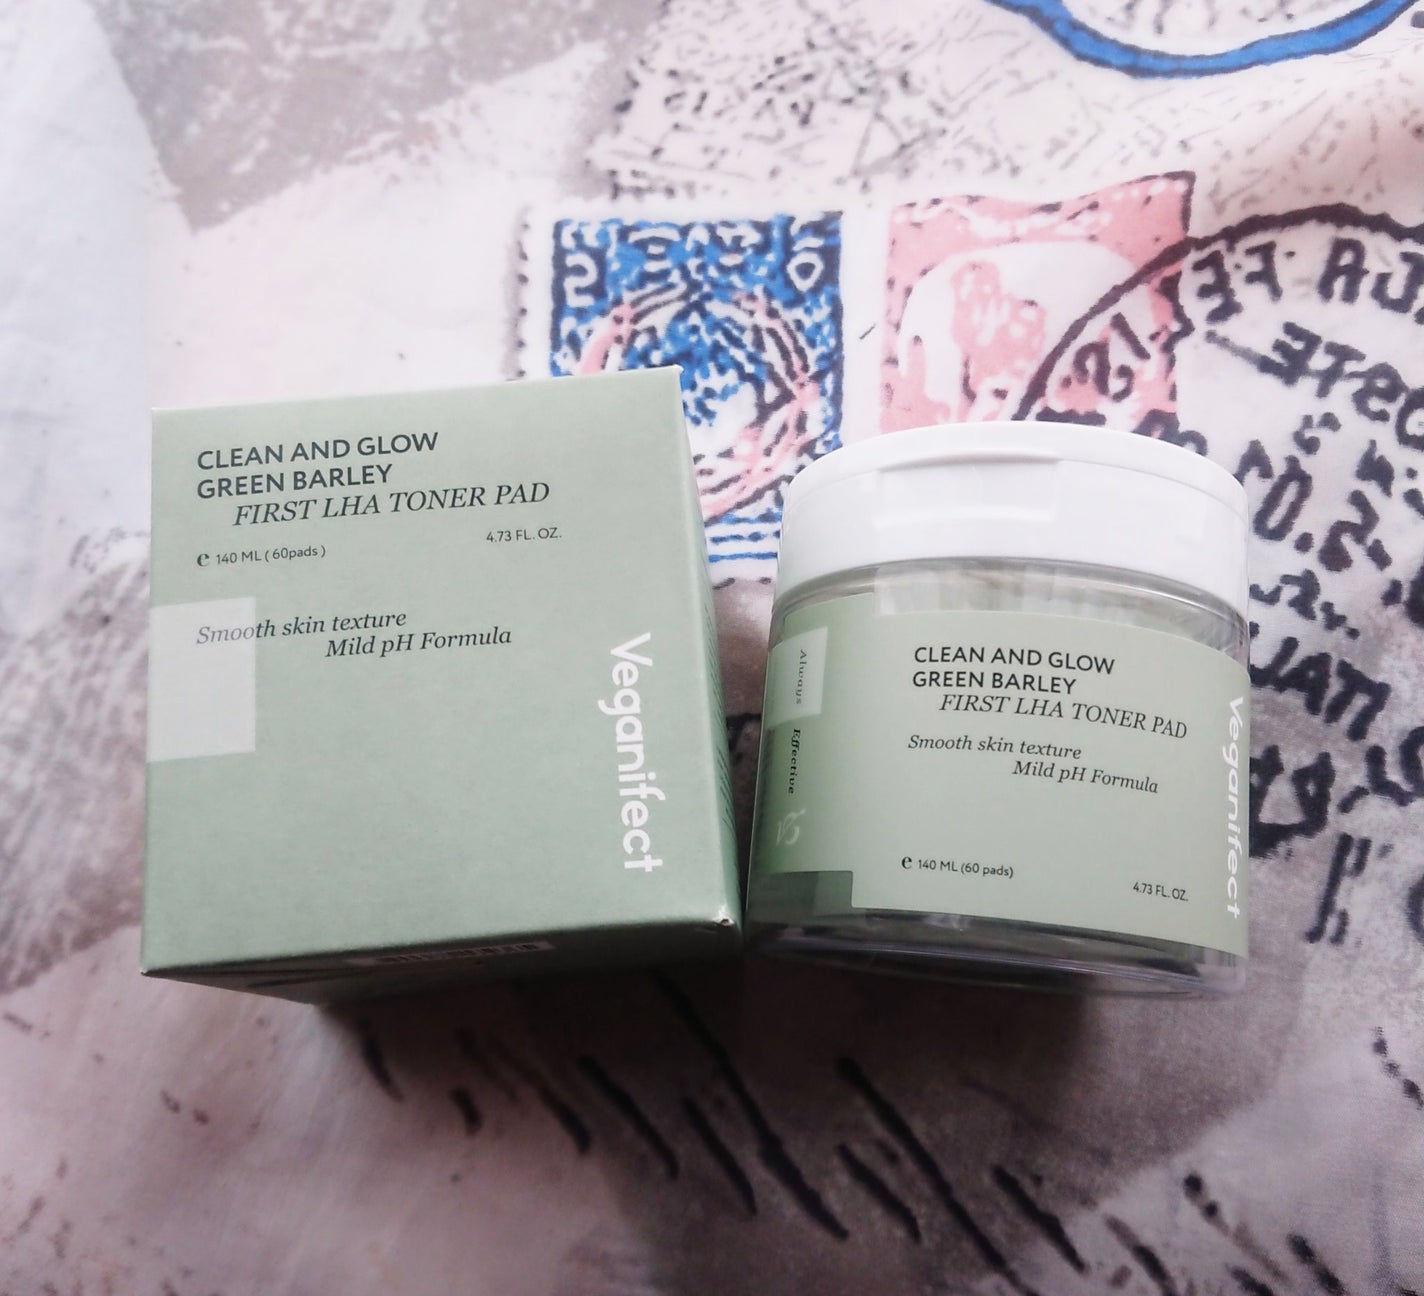 CLEAN AND GLOW
GREEN BARLEY
FIRST LHA TONER PAD
℮ 140 ML ( 60pads )
4.73 FL. OZ.
Smooth skin texture
Mild pH Formula
Veganifect
Always
Effective
CLEAN AND GLOW
GREEN BARLEY
FIRST LHA TONER PAD
Smooth skin texture
Mild pH Formula
℮ 140 ML (60 pads)
4.73 FL. OZ.
Veganifect